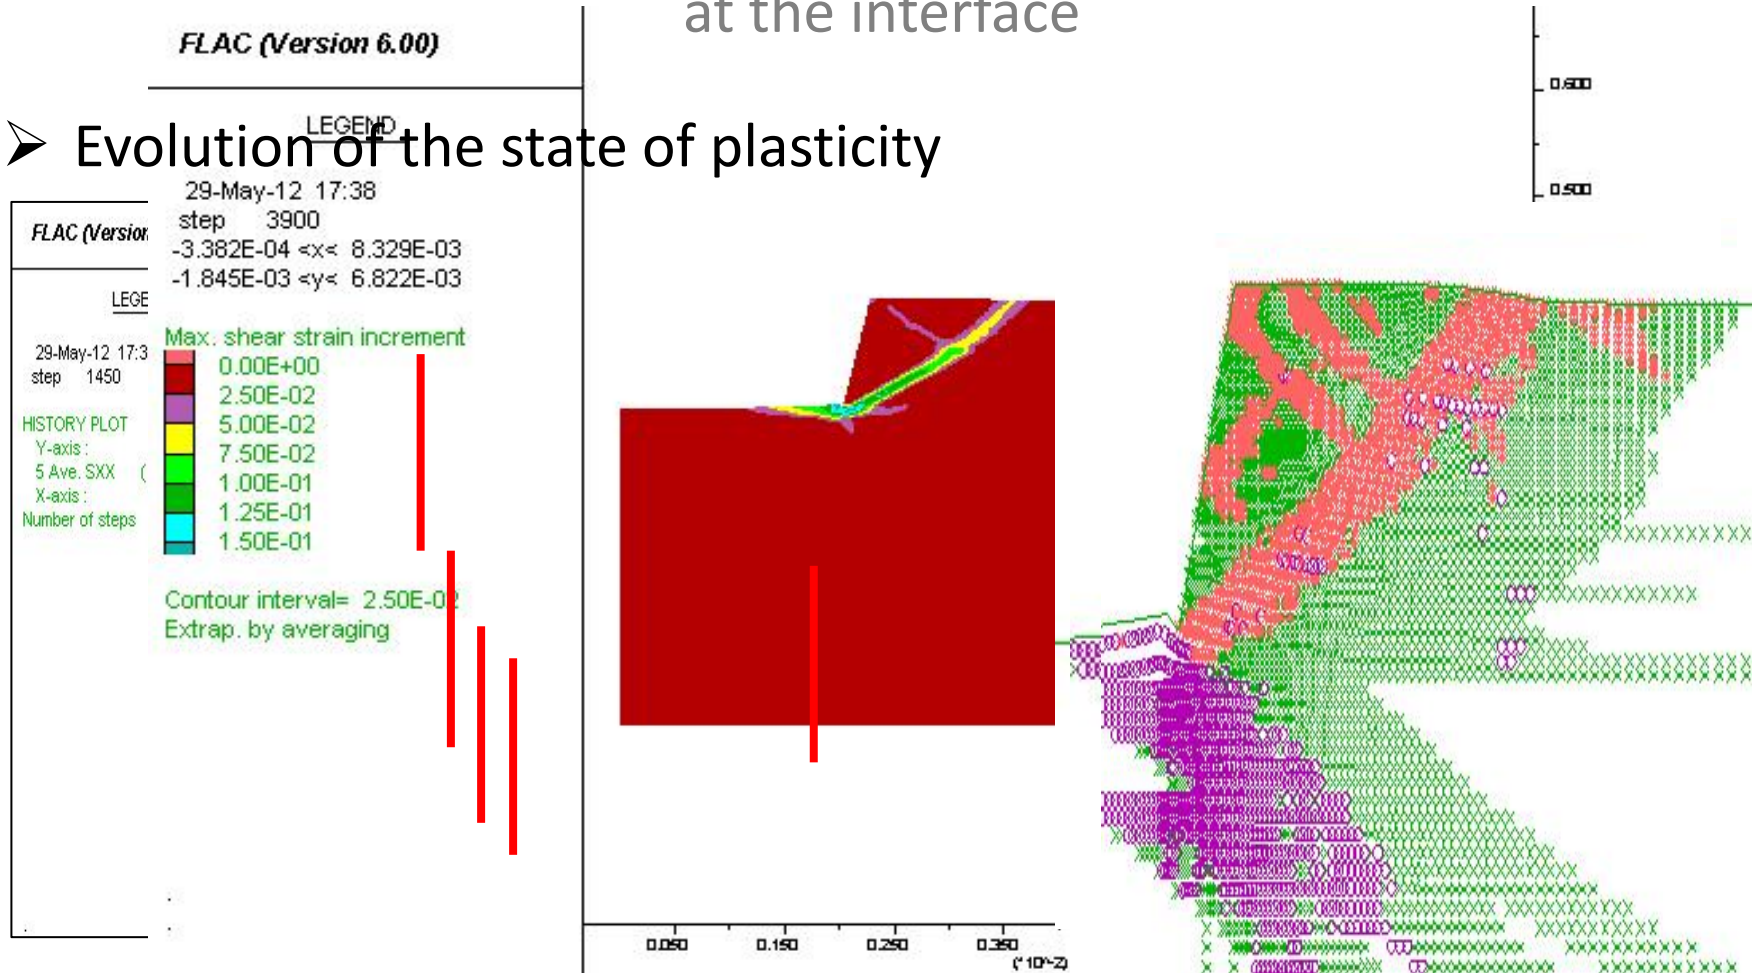 at the interface
FLAC (Version 6.00)
LEGEND
➢ Evolution of the state of plasticity
29-May-12 17:38
step 3900
-3.382E-04 <x< 8.329E-03
-1.845E-03 <y< 6.822E-03
Max. shear strain increment
0.00E+00
2.50E-02
5.00E-02
7.50E-02
1.00E-01
1.25E-01
1.50E-01
Contour interval= 2.50E-02
Extrap. by averaging
FLAC (Version
LEGE
29-May-12 17:3
step 1450
HISTORY PLOT
Y-axis :
5 Ave. SXX (
X-axis :
Number of steps
0.600
0.500
0.050 0.150 0.250 0.350
(*10^-2)